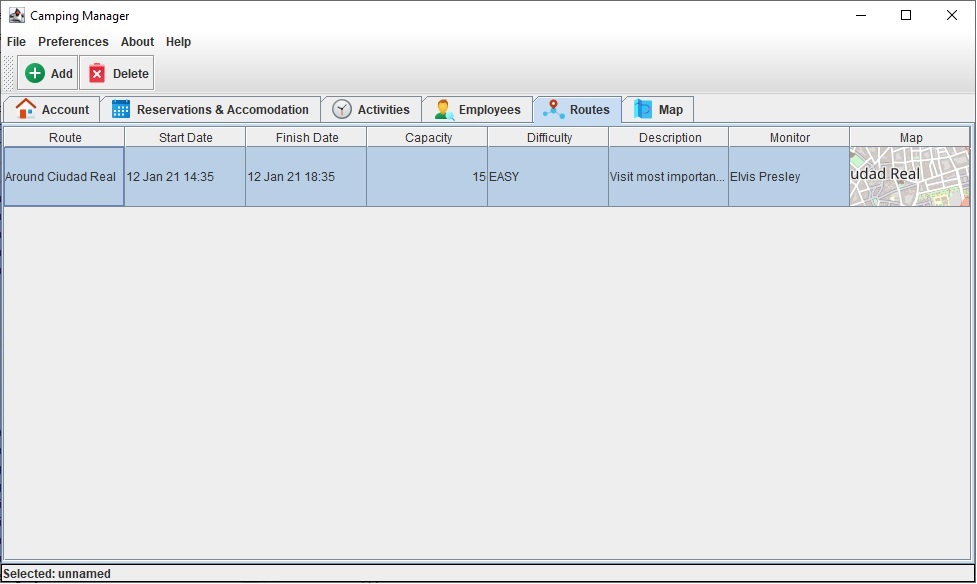 Camping Manager
File Preferences About Help
Add Delete
Account Reservations & Accomodation Activities Employees Routes Map
Route Start Date Finish Date Capacity Difficulty Description Monitor Map
Around Ciudad Real 12 Jan 21 14:35 12 Jan 21 18:35 15 EASY Visit most importan... Elvis Presley udad Real
Selected: unnamed